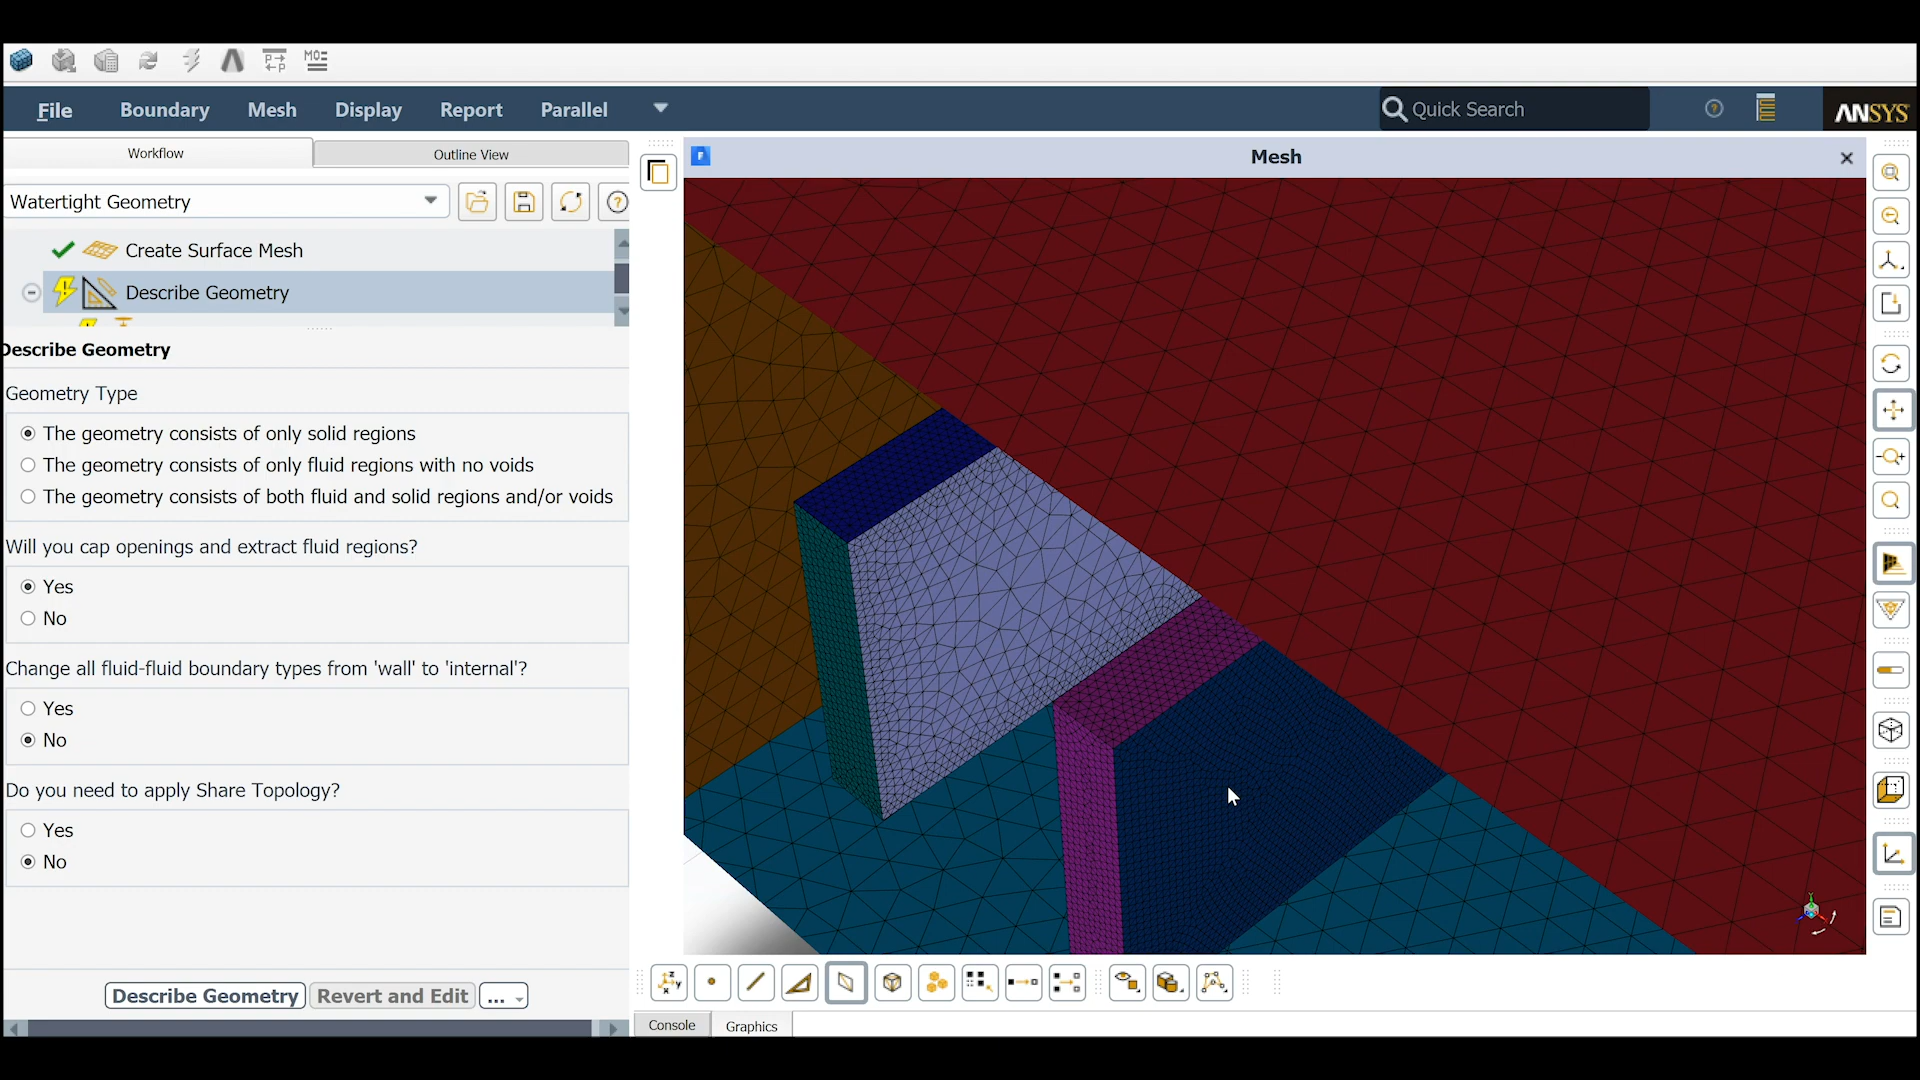 MO=
P
P
File
Boundary
Mesh
Display
Report
Parallel
Quick Search
ANSYS
Workflow
Outline View
Mesh
Watertight Geometry
Create Surface Mesh
Describe Geometry
Describe Geometry
Geometry Type
The geometry consists of only solid regions
The geometry consists of only fluid regions with no voids
The geometry consists of both fluid and solid regions and/or voids
Will you cap openings and extract fluid regions?
Yes
No
Change all fluid-fluid boundary types from 'wall' to 'internal'?
Yes
No
Do you need to apply Share Topology?
Yes
No
Describe Geometry
Revert and Edit
...
Console
Graphics